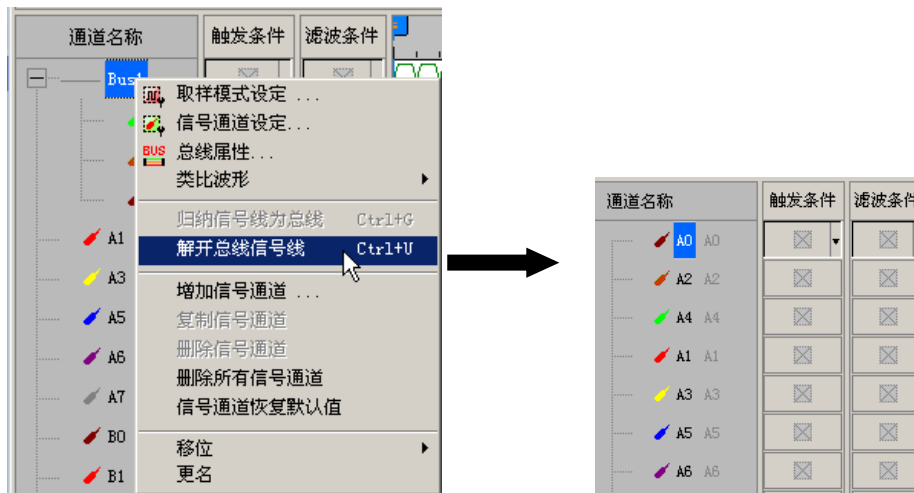 通道名称 触发条件 滤波条件
Bus1
取样模式设定 ...
信号通道设定...
BUS 总线属性...
类比波形
归纳信号线为总线 Ctrl+G
解开总线信号线 Ctrl+U
增加信号通道 ...
复制信号通道
删除信号通道
删除所有信号通道
信号通道恢复默认值
移位
更名
A1
A3
A5
A6
A7
B0
B1
通道名称 触发条件 滤波条件
A0 A0
A2 A2
A4 A4
A1 A1
A3 A3
A5 A5
A6 A6